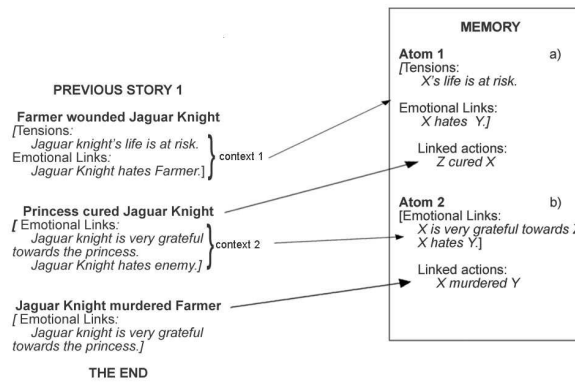 PREVIOUS STORY 1
Farmer wounded Jaguar Knight
[Tensions:
Jaguar knight's life is at risk.
Emotional Links:
Jaguar Knight hates Farmer.]
context 1
Princess cured Jaguar Knight
[ Emotional Links:
Jaguar knight is very grateful
towards the princess.
Jaguar Knight hates enemy.]
context 2
Jaguar Knight murdered Farmer
[ Emotional Links:
Jaguar knight is very grateful
towards the princess.]
THE END
MEMORY
Atom 1 a)
[Tensions:
X's life is at risk.
Emotional Links:
X hates Y.]
Linked actions:
Z cured X
Atom 2 b)
[Emotional Links:
X is very grateful towards Z
X hates Y.]
Linked actions:
X murdered Y